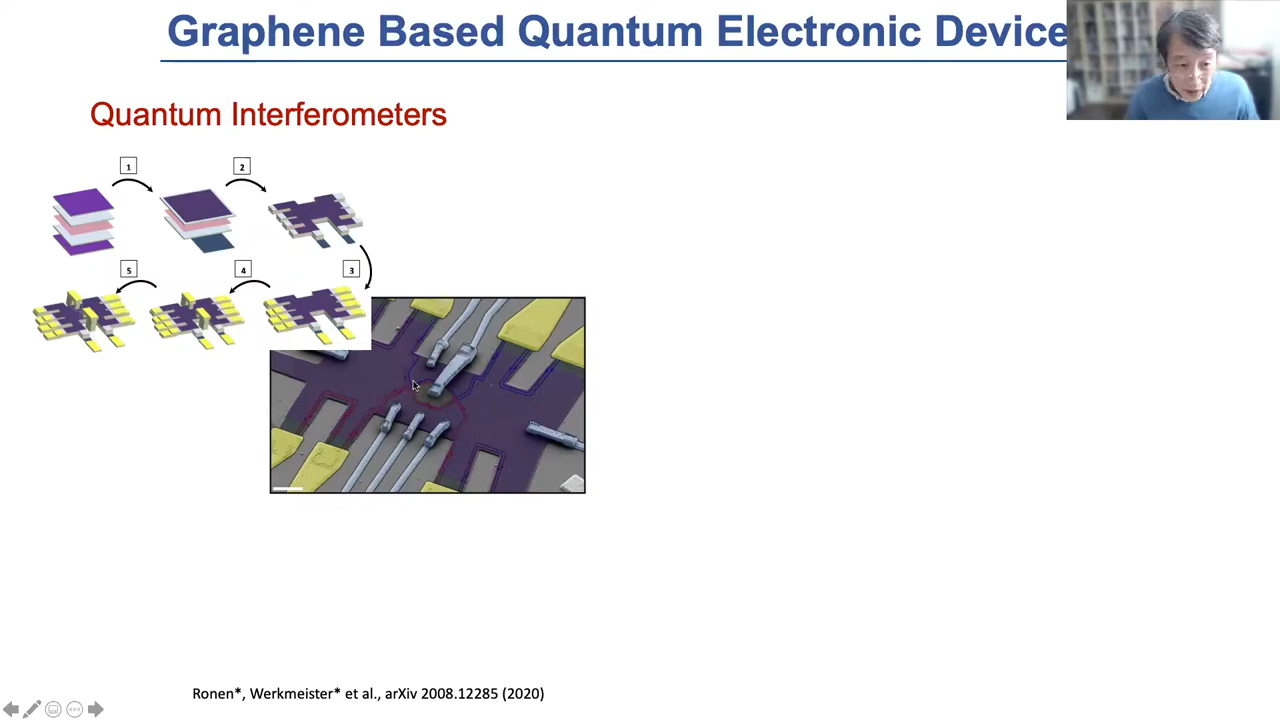 Graphene Based Quantum Electronic Device
Quantum Interferometers
1
2
3
4
5
Ronen*, Werkmeister* et al., arXiv 2008.12285 (2020)